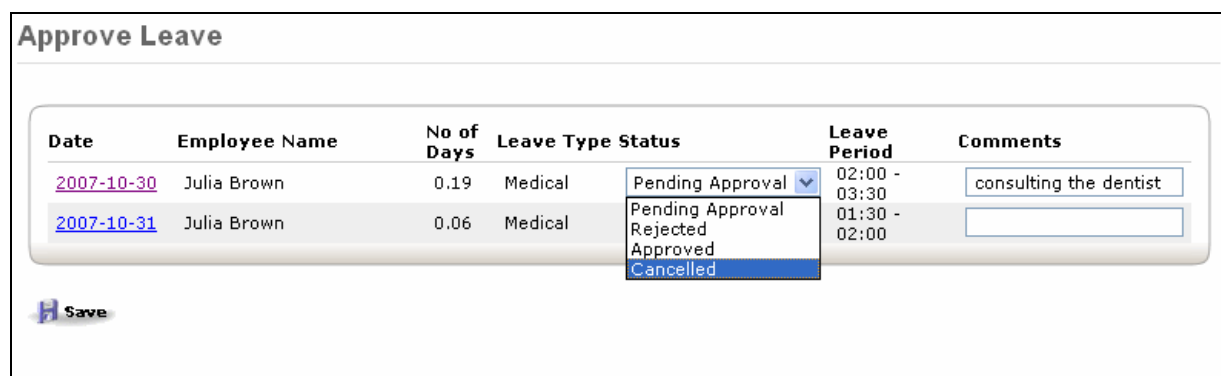 Approve Leave
Date Employee Name No of Days Leave Type Status Leave Period Comments
2007-10-30 Julia Brown 0.19 Medical Pending Approval 02:00 - 03:30 consulting the dentist
2007-10-31 Julia Brown 0.06 Medical 01:30 - 02:00
Pending Approval
Rejected
Approved
Cancelled
Save